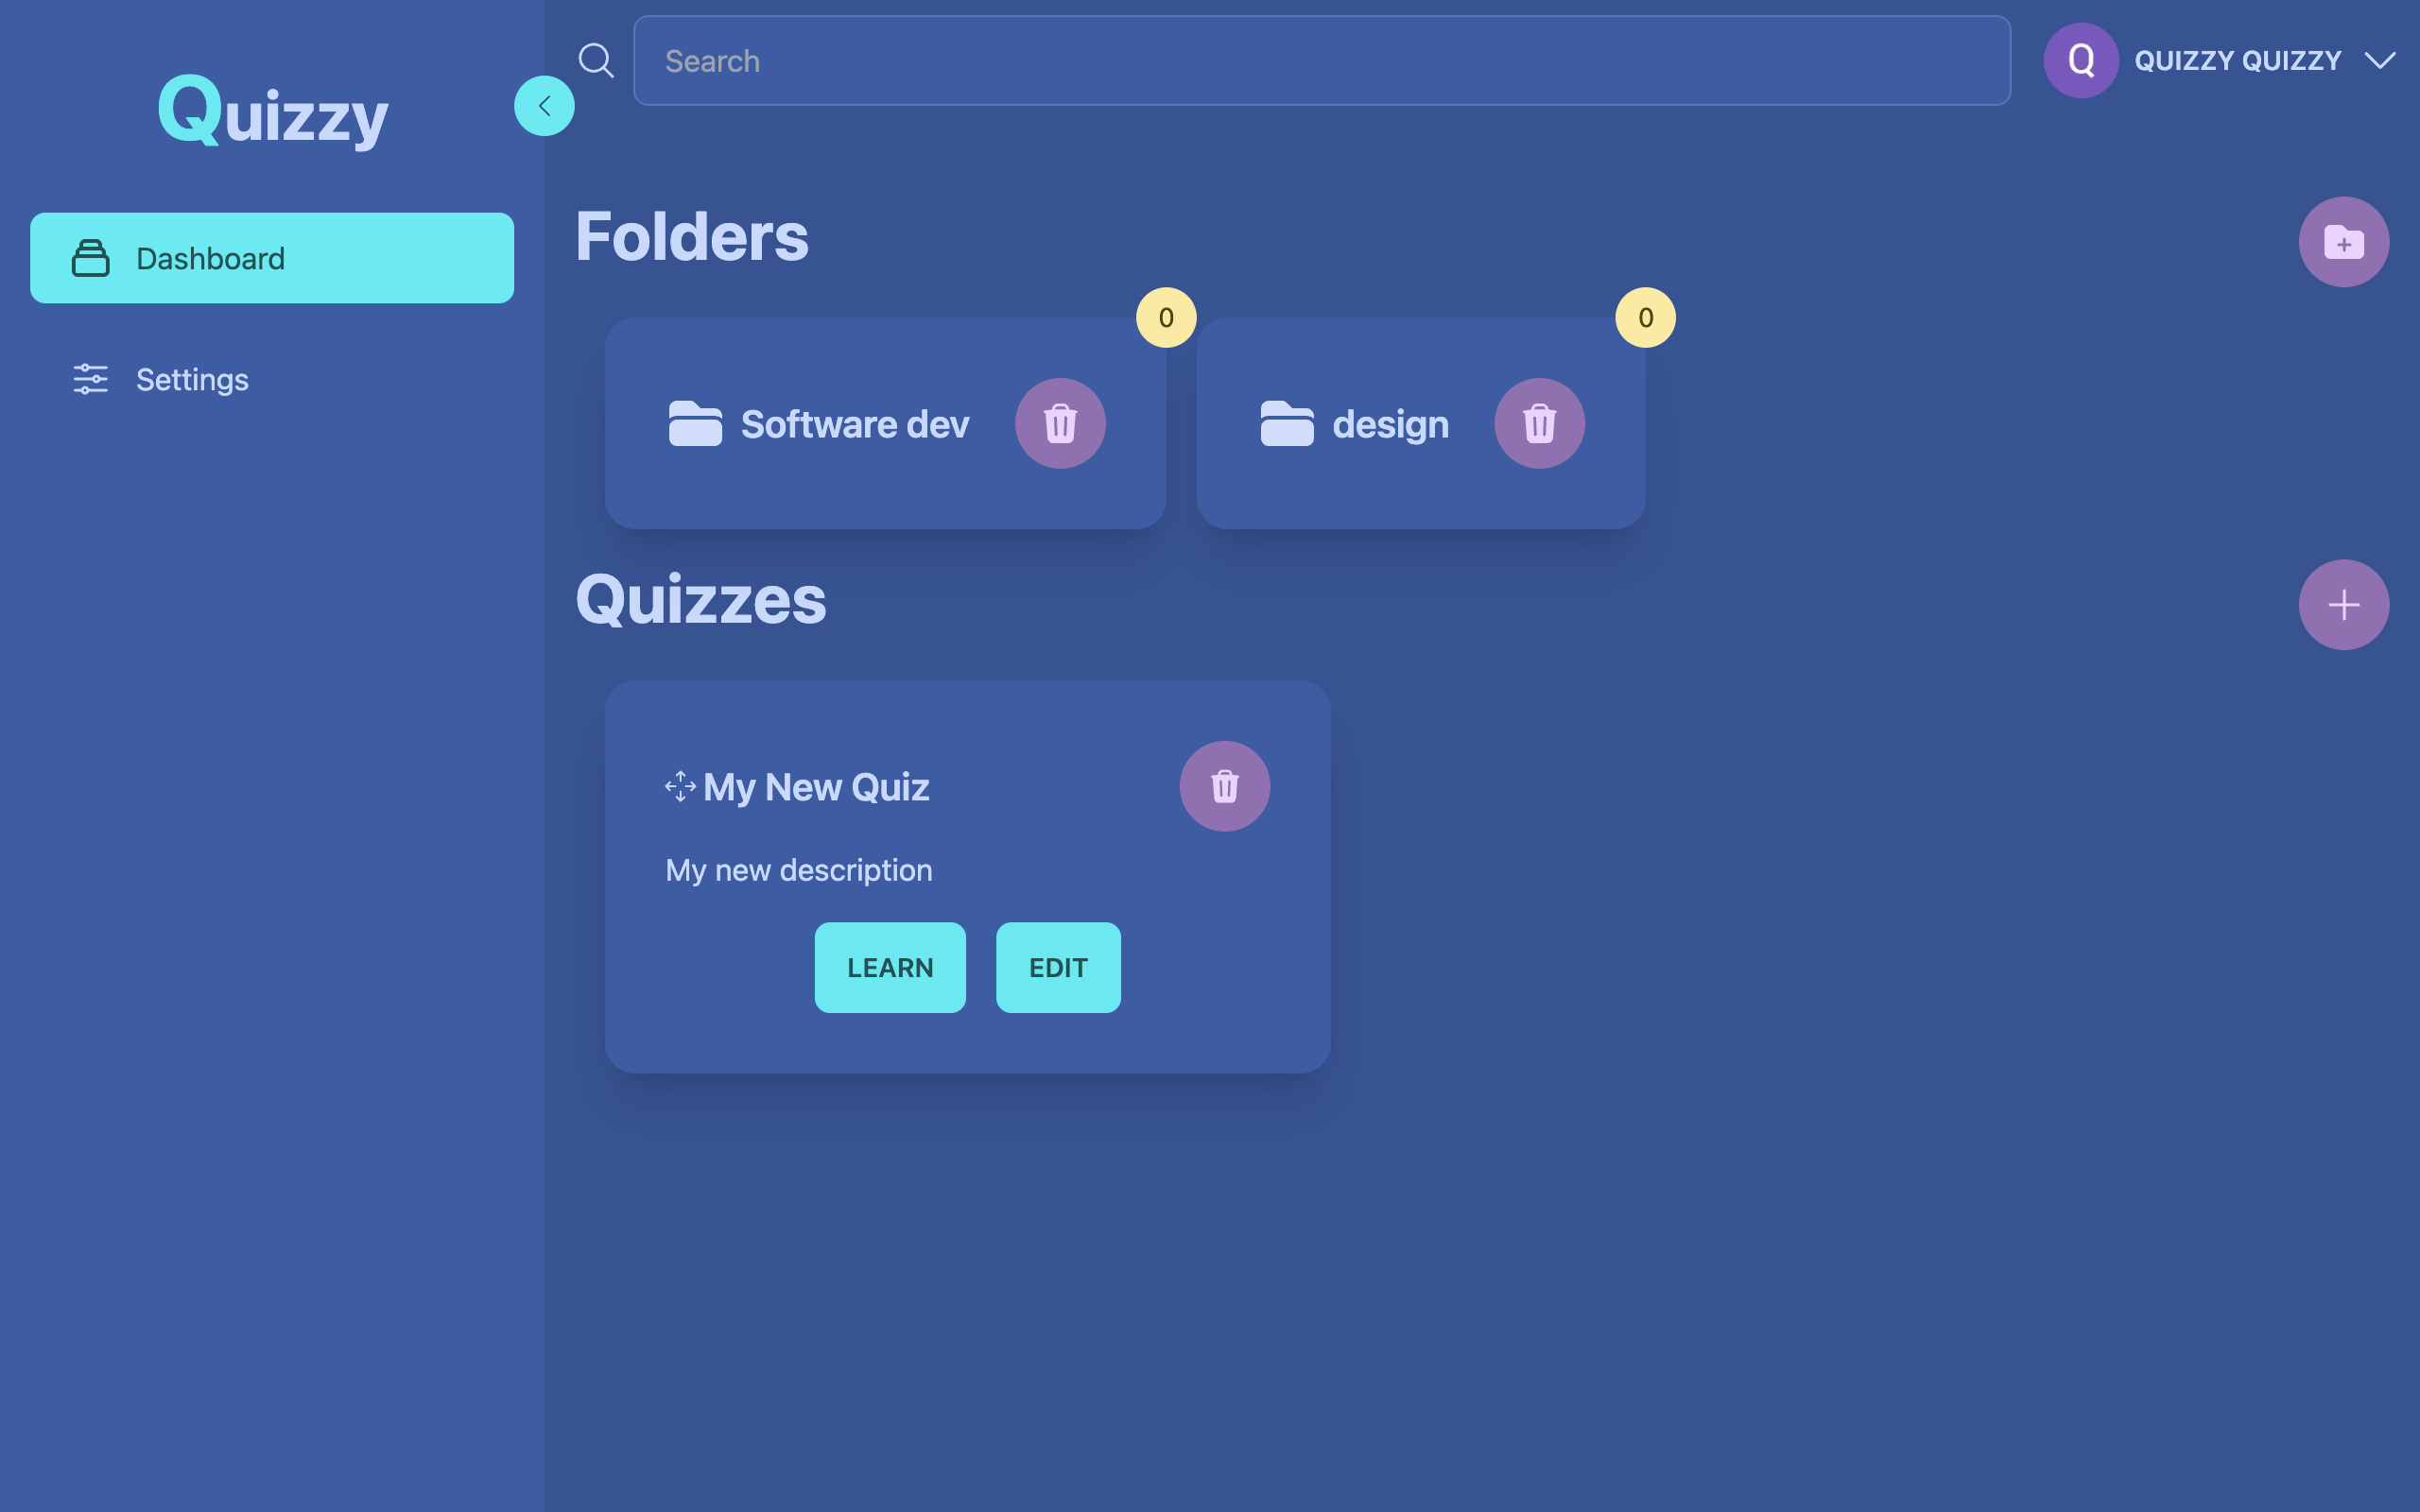 Quizzy
Search
Q
QUIZZY QUIZZY
Dashboard
Settings
Folders
0
0
Software dev
design
Quizzes
My New Quiz
My new description
LEARN
EDIT